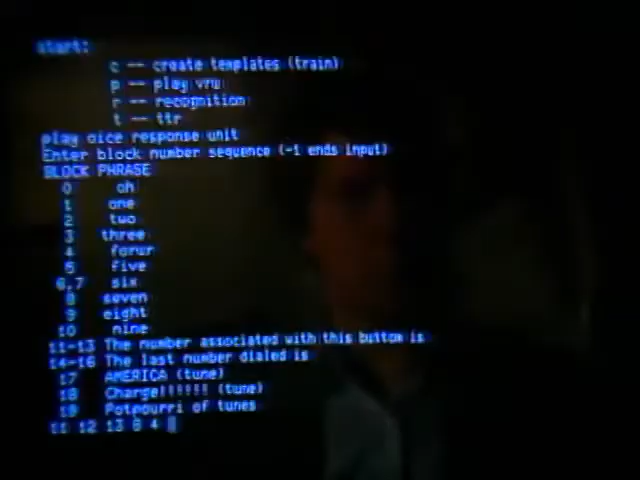 start:
c -- create templates (train)
p -- play vru
r -- recognition
t -- ttr
play oice response unit
Enter block number sequence (-1 ends input)
BLOCK PHRASE
0 oh
1 one
2 two
3 three
4 forwr
5 five
6,7 six
8 seven
9 eight
10 nine
11-13 The number associated with this button is
14-16 The last number dialed is
17 AMERICA (tune)
18 Charge!!!!!! (tune)
19 Potpourri of tunes
11 12 13 8 4